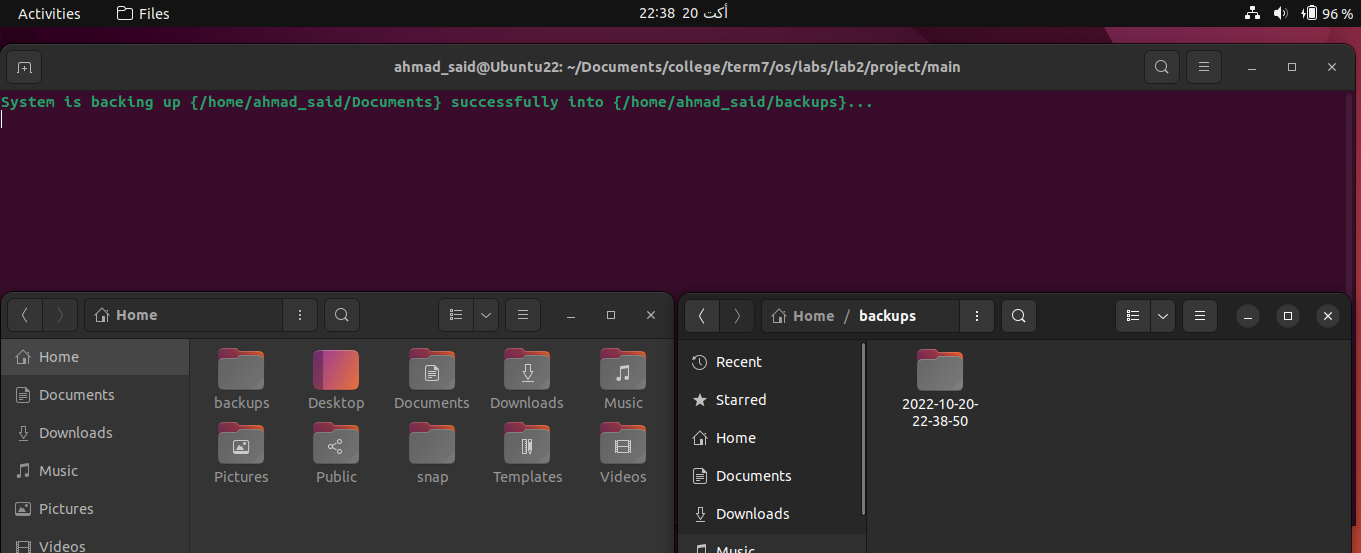 Activities
Files
22:38 20 أكت
96 %
ahmad_said@Ubuntu22: ~/Documents/college/term7/os/labs/lab2/project/main
System is backing up {/home/ahmad_said/Documents} successfully into {/home/ahmad_said/backups}...
Home
Home
Documents
Downloads
Music
Pictures
Videos
backups
Desktop
Documents
Downloads
Music
Pictures
Public
snap
Templates
Videos
Home / backups
Recent
Starred
Home
Documents
Downloads
Music
2022-10-20-
22-38-50